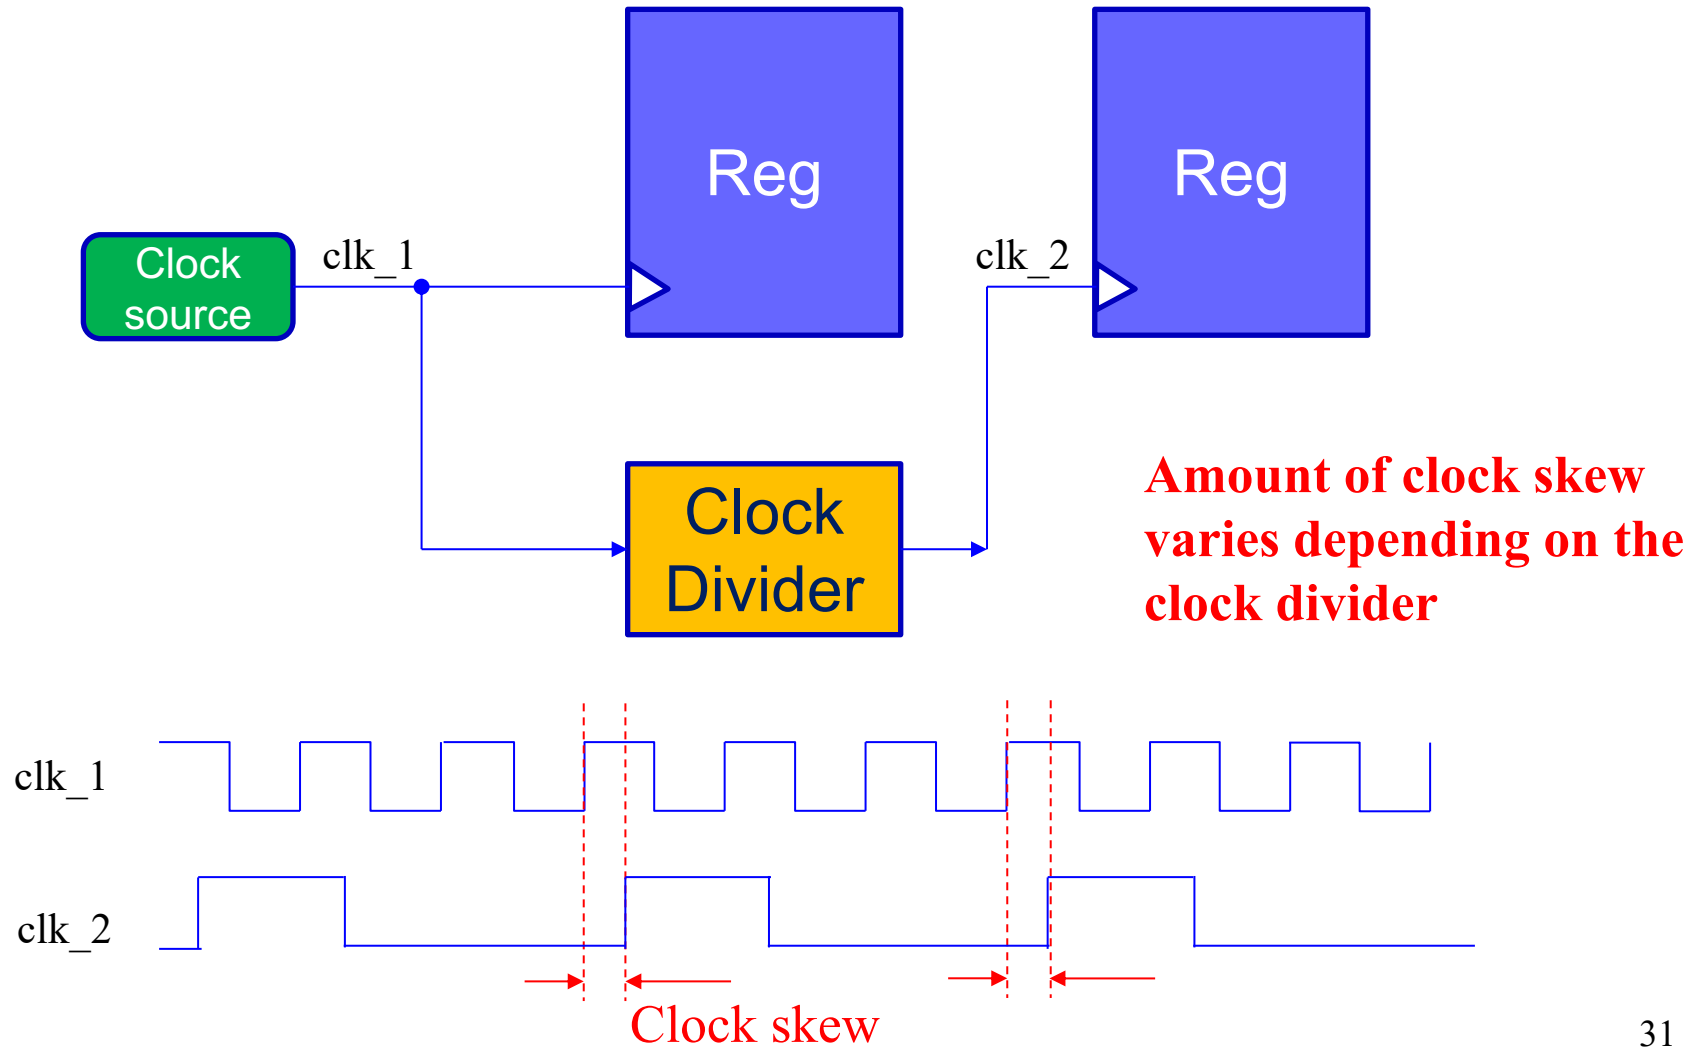 Reg
Reg
Clock
source
clk_1
clk_2
Clock
Divider
Amount of clock skew
varies depending on the
clock divider
clk_1
clk_2
Clock skew
31